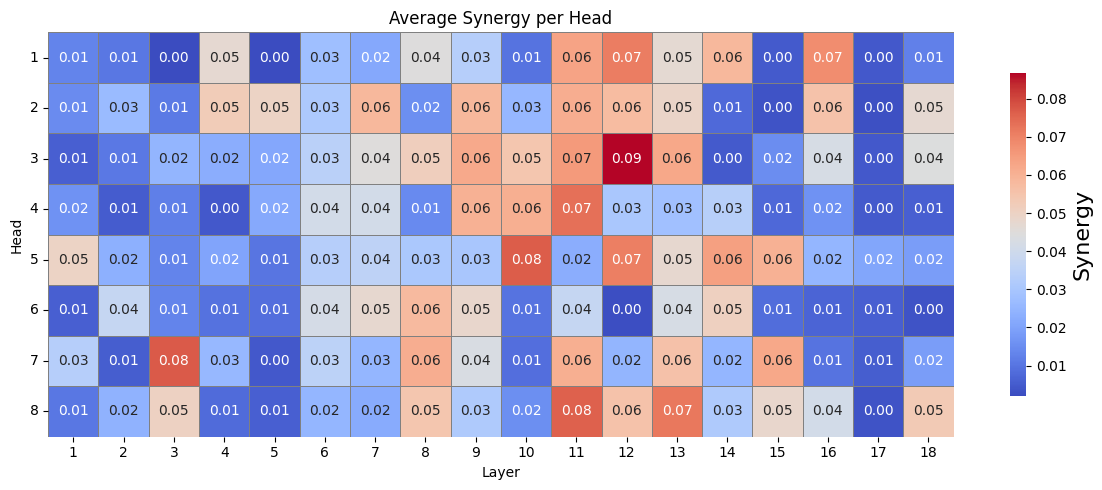 Average Synergy per Head
1 0.01 0.01 0.00 0.05 0.00 0.03 0.02 0.04 0.03 0.01 0.06 0.07 0.05 0.06 0.00 0.07 0.00 0.01
2 0.01 0.03 0.01 0.05 0.05 0.03 0.06 0.02 0.06 0.03 0.06 0.06 0.05 0.01 0.00 0.06 0.00 0.05
3 0.01 0.01 0.02 0.02 0.02 0.03 0.04 0.05 0.06 0.05 0.07 0.09 0.06 0.00 0.02 0.04 0.00 0.04
4 0.02 0.01 0.01 0.00 0.02 0.04 0.04 0.01 0.06 0.06 0.07 0.03 0.03 0.03 0.01 0.02 0.00 0.01
5 0.05 0.02 0.01 0.02 0.01 0.03 0.04 0.03 0.03 0.08 0.02 0.07 0.05 0.06 0.06 0.02 0.02 0.02
6 0.01 0.04 0.01 0.01 0.01 0.04 0.05 0.06 0.05 0.01 0.04 0.00 0.04 0.05 0.01 0.01 0.01 0.00
7 0.03 0.01 0.08 0.03 0.00 0.03 0.03 0.06 0.04 0.01 0.06 0.02 0.06 0.02 0.06 0.01 0.01 0.02
8 0.01 0.02 0.05 0.01 0.01 0.02 0.02 0.05 0.03 0.02 0.08 0.06 0.07 0.03 0.05 0.04 0.00 0.05
1 2 3 4 5 6 7 8 9 10 11 12 13 14 15 16 17 18
Layer
Head
0.08
0.07
0.06
0.05
0.04
0.03
0.02
0.01
Synergy